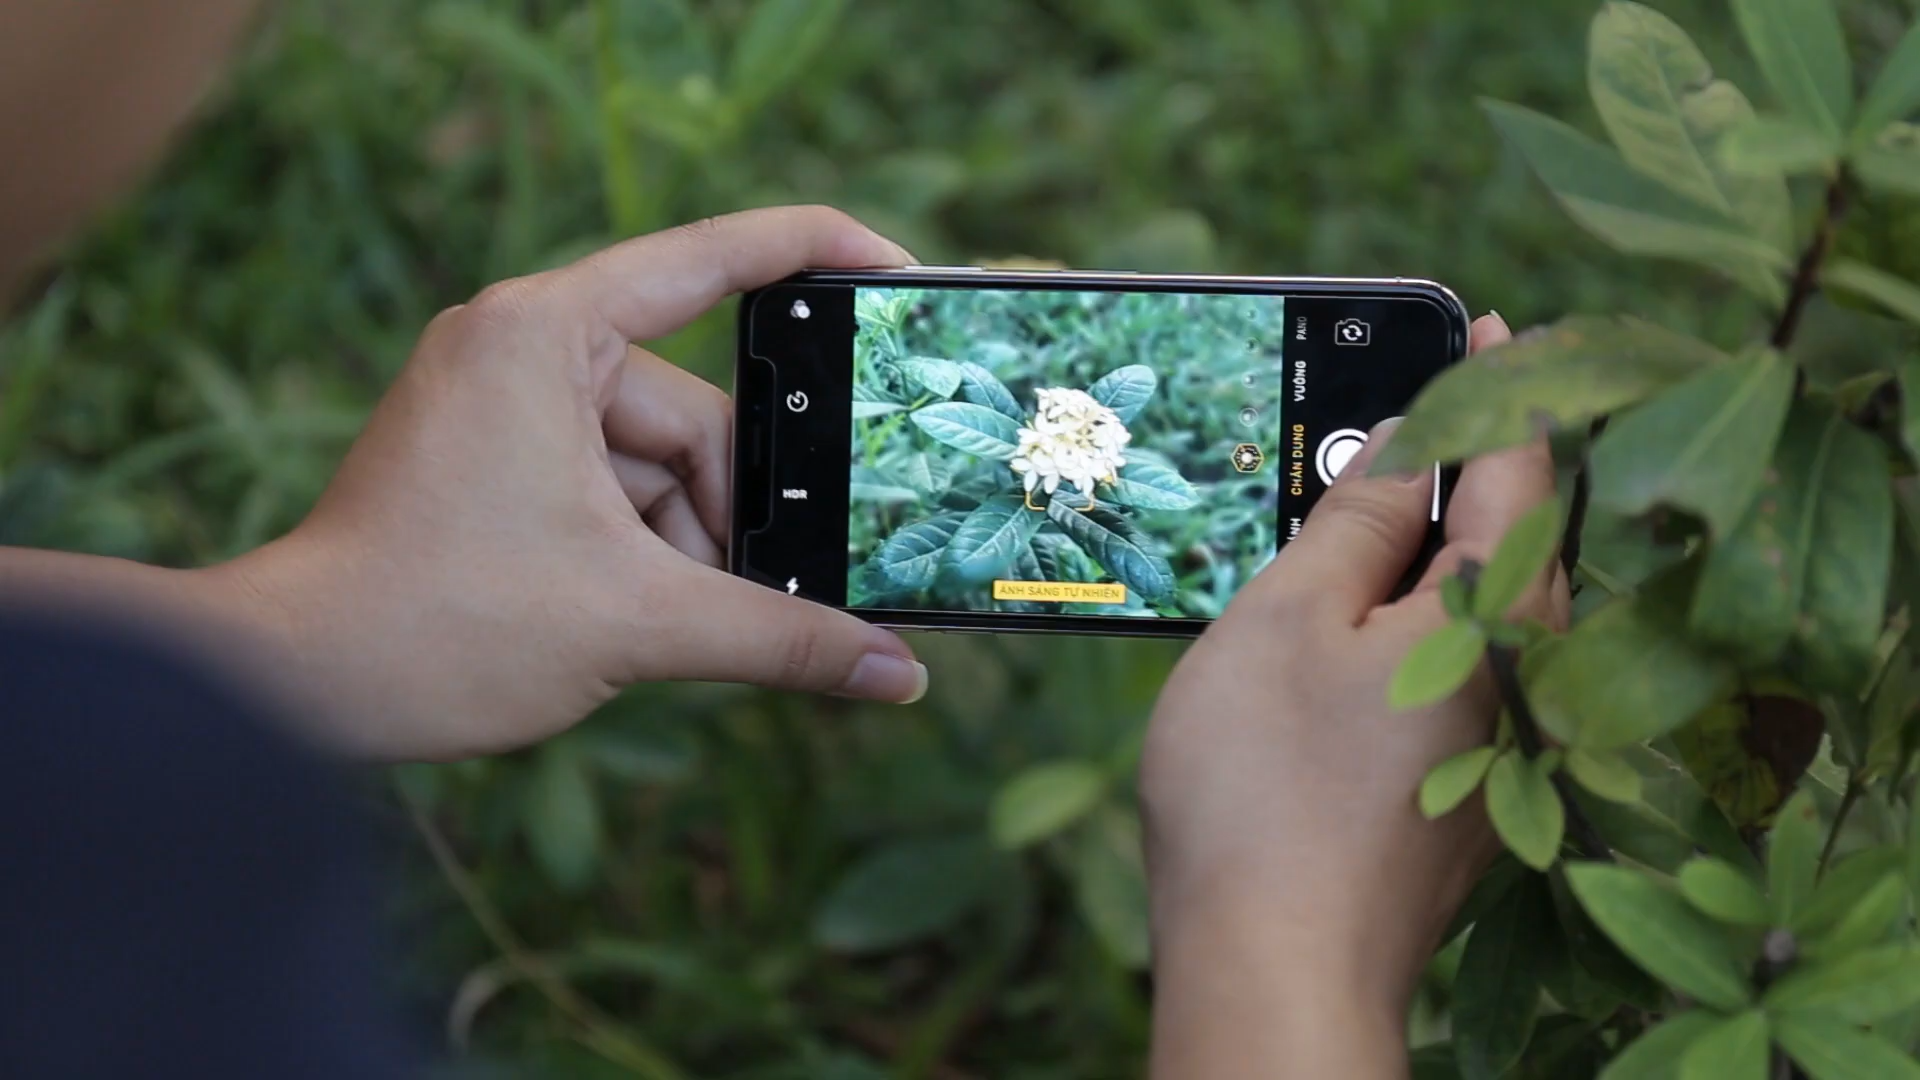 HDR
ÁNH SÁNG TỰ NHIÊN
PANO
VUÔNG
CHÂN DUNG